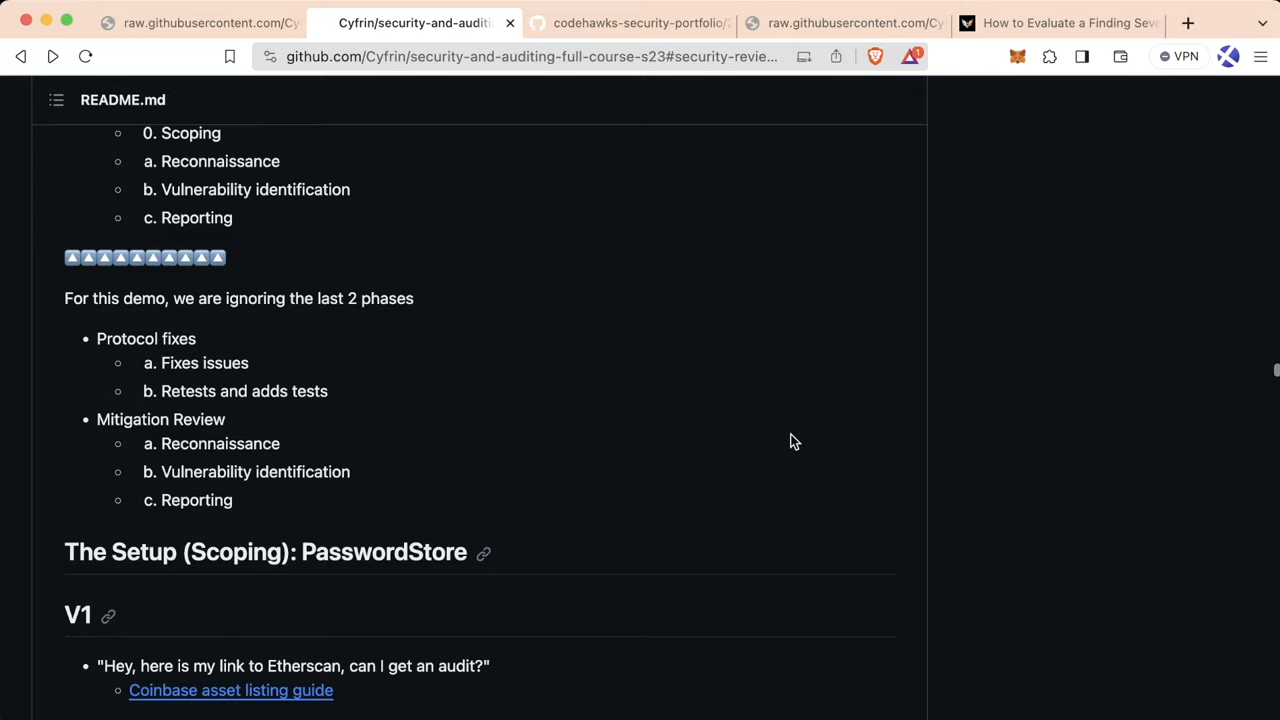 raw.githubusercontent.com/Cy
Cyfrin/security-and-auditi
codehawks-security-portfolio/
raw.githubusercontent.com/Cy
How to Evaluate a Finding Seve
github.com/Cyfrin/security-and-auditing-full-course-s23#security-revie...
1
VPN
README.md
0. Scoping
a. Reconnaissance
b. Vulnerability identification
c. Reporting
For this demo, we are ignoring the last 2 phases
• Protocol fixes
a. Fixes issues
b. Retests and adds tests
• Mitigation Review
a. Reconnaissance
b. Vulnerability identification
c. Reporting
The Setup (Scoping): PasswordStore
V1
• "Hey, here is my link to Etherscan, can I get an audit?"
Coinbase asset listing guide